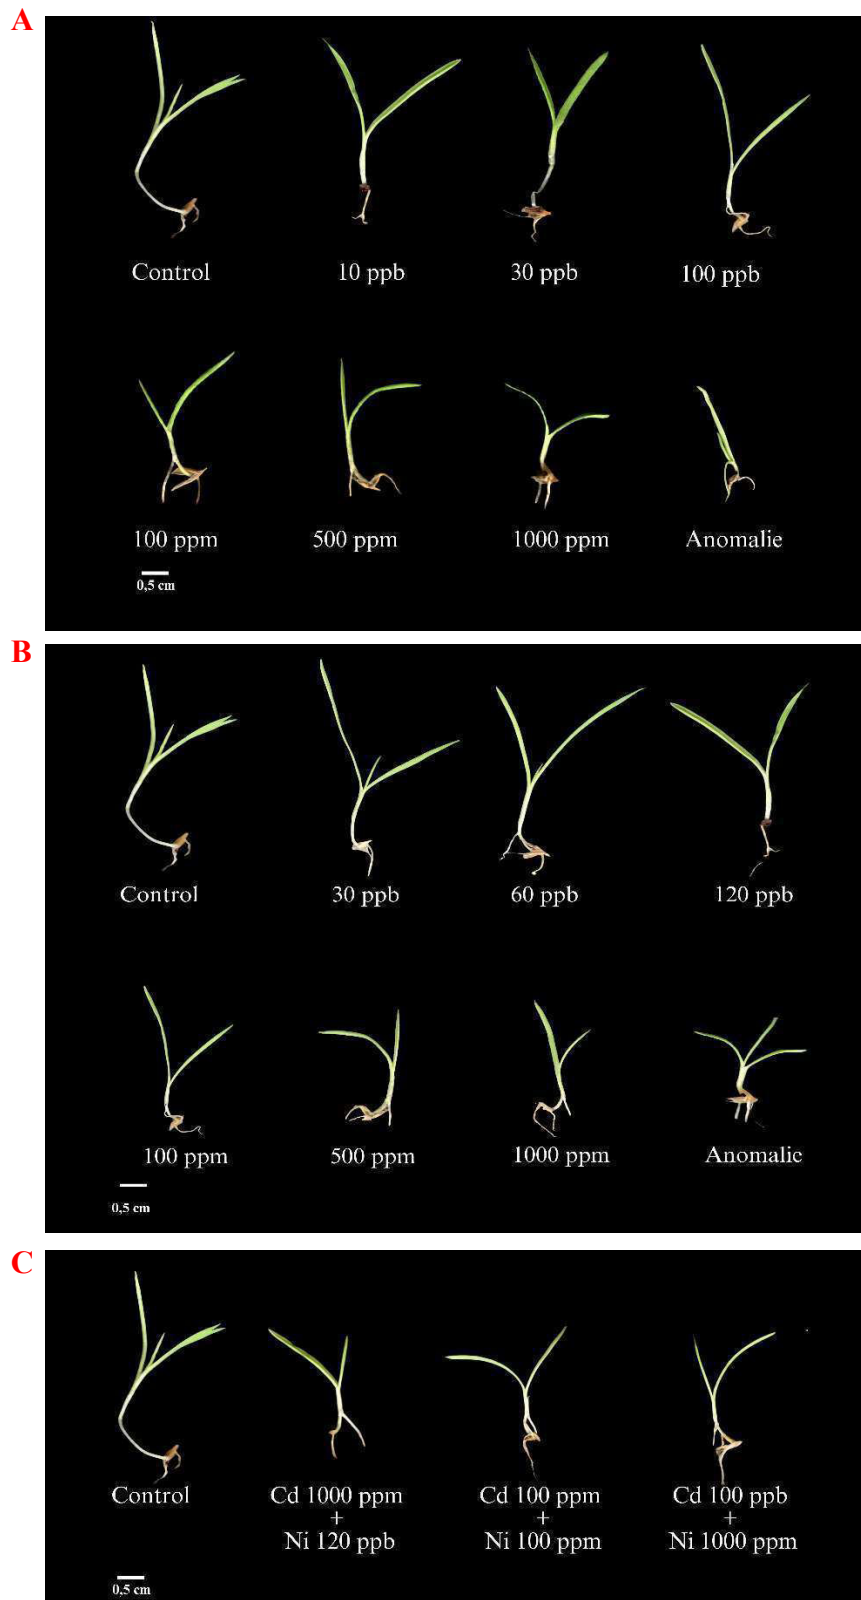 A
Control 10 ppb 30 ppb 100 ppb
100 ppm 500 ppm 1000 ppm Anomalie
0,5 cm
B
Control 30 ppb 60 ppb 120 ppb
100 ppm 500 ppm 1000 ppm Anomalie
0,5 cm
C
Control Cd 1000 ppm Cd 100 ppm Cd 100 ppb
+ + +
Ni 120 ppb Ni 100 ppm Ni 1000 ppm
0,5 cm